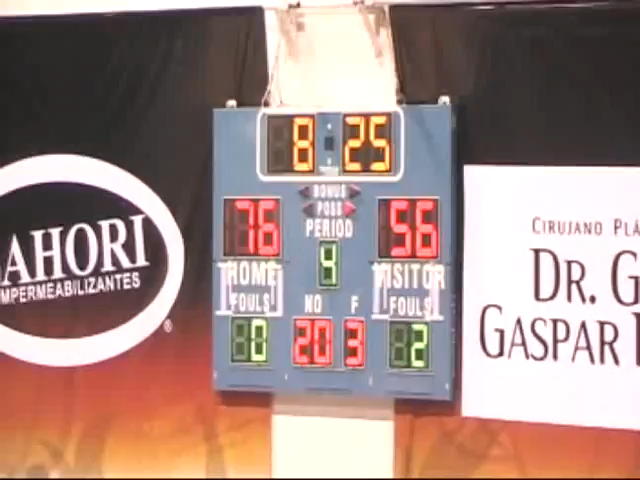 8:25
BONUS
POSS
76 PERIOD 56
4
HOME VISITOR
FOULS NO F FOULS
0 20 3 2
AHORI
IMPERMEABILIZANTES
®
CIRUJANO PLÁ
DR. G
GASPAR